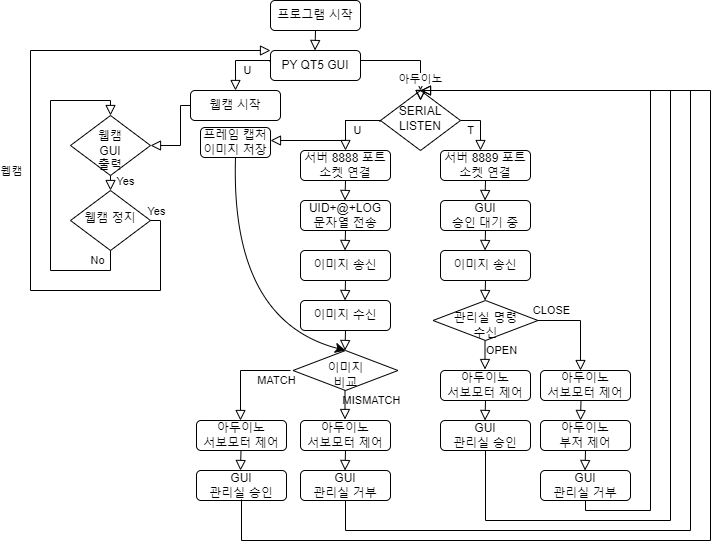 프로그램 시작
PY QT5 GUI
U
아두이노
웹캠 시작
SERIAL
LISTEN
웹캠
GUI
출력
프레임 캡처
이미지 저장
U
T
서버 8888 포트
소켓 연결
서버 8889 포트
소켓 연결
웹캠
Yes
웹캠 정지
Yes
No
UID+@+LOG
문자열 전송
GUI
승인 대기 중
이미지 송신
이미지 송신
이미지 수신
관리실 명령
수신
CLOSE
OPEN
이미지
비교
MATCH
MISMATCH
아두이노
서보모터 제어
아두이노
서보모터 제어
아두이노
서보모터 제어
아두이노
서보모터 제어
GUI
관리실 승인
아두이노
부저 제어
GUI
관리실 승인
GUI
관리실 거부
GUI
관리실 거부